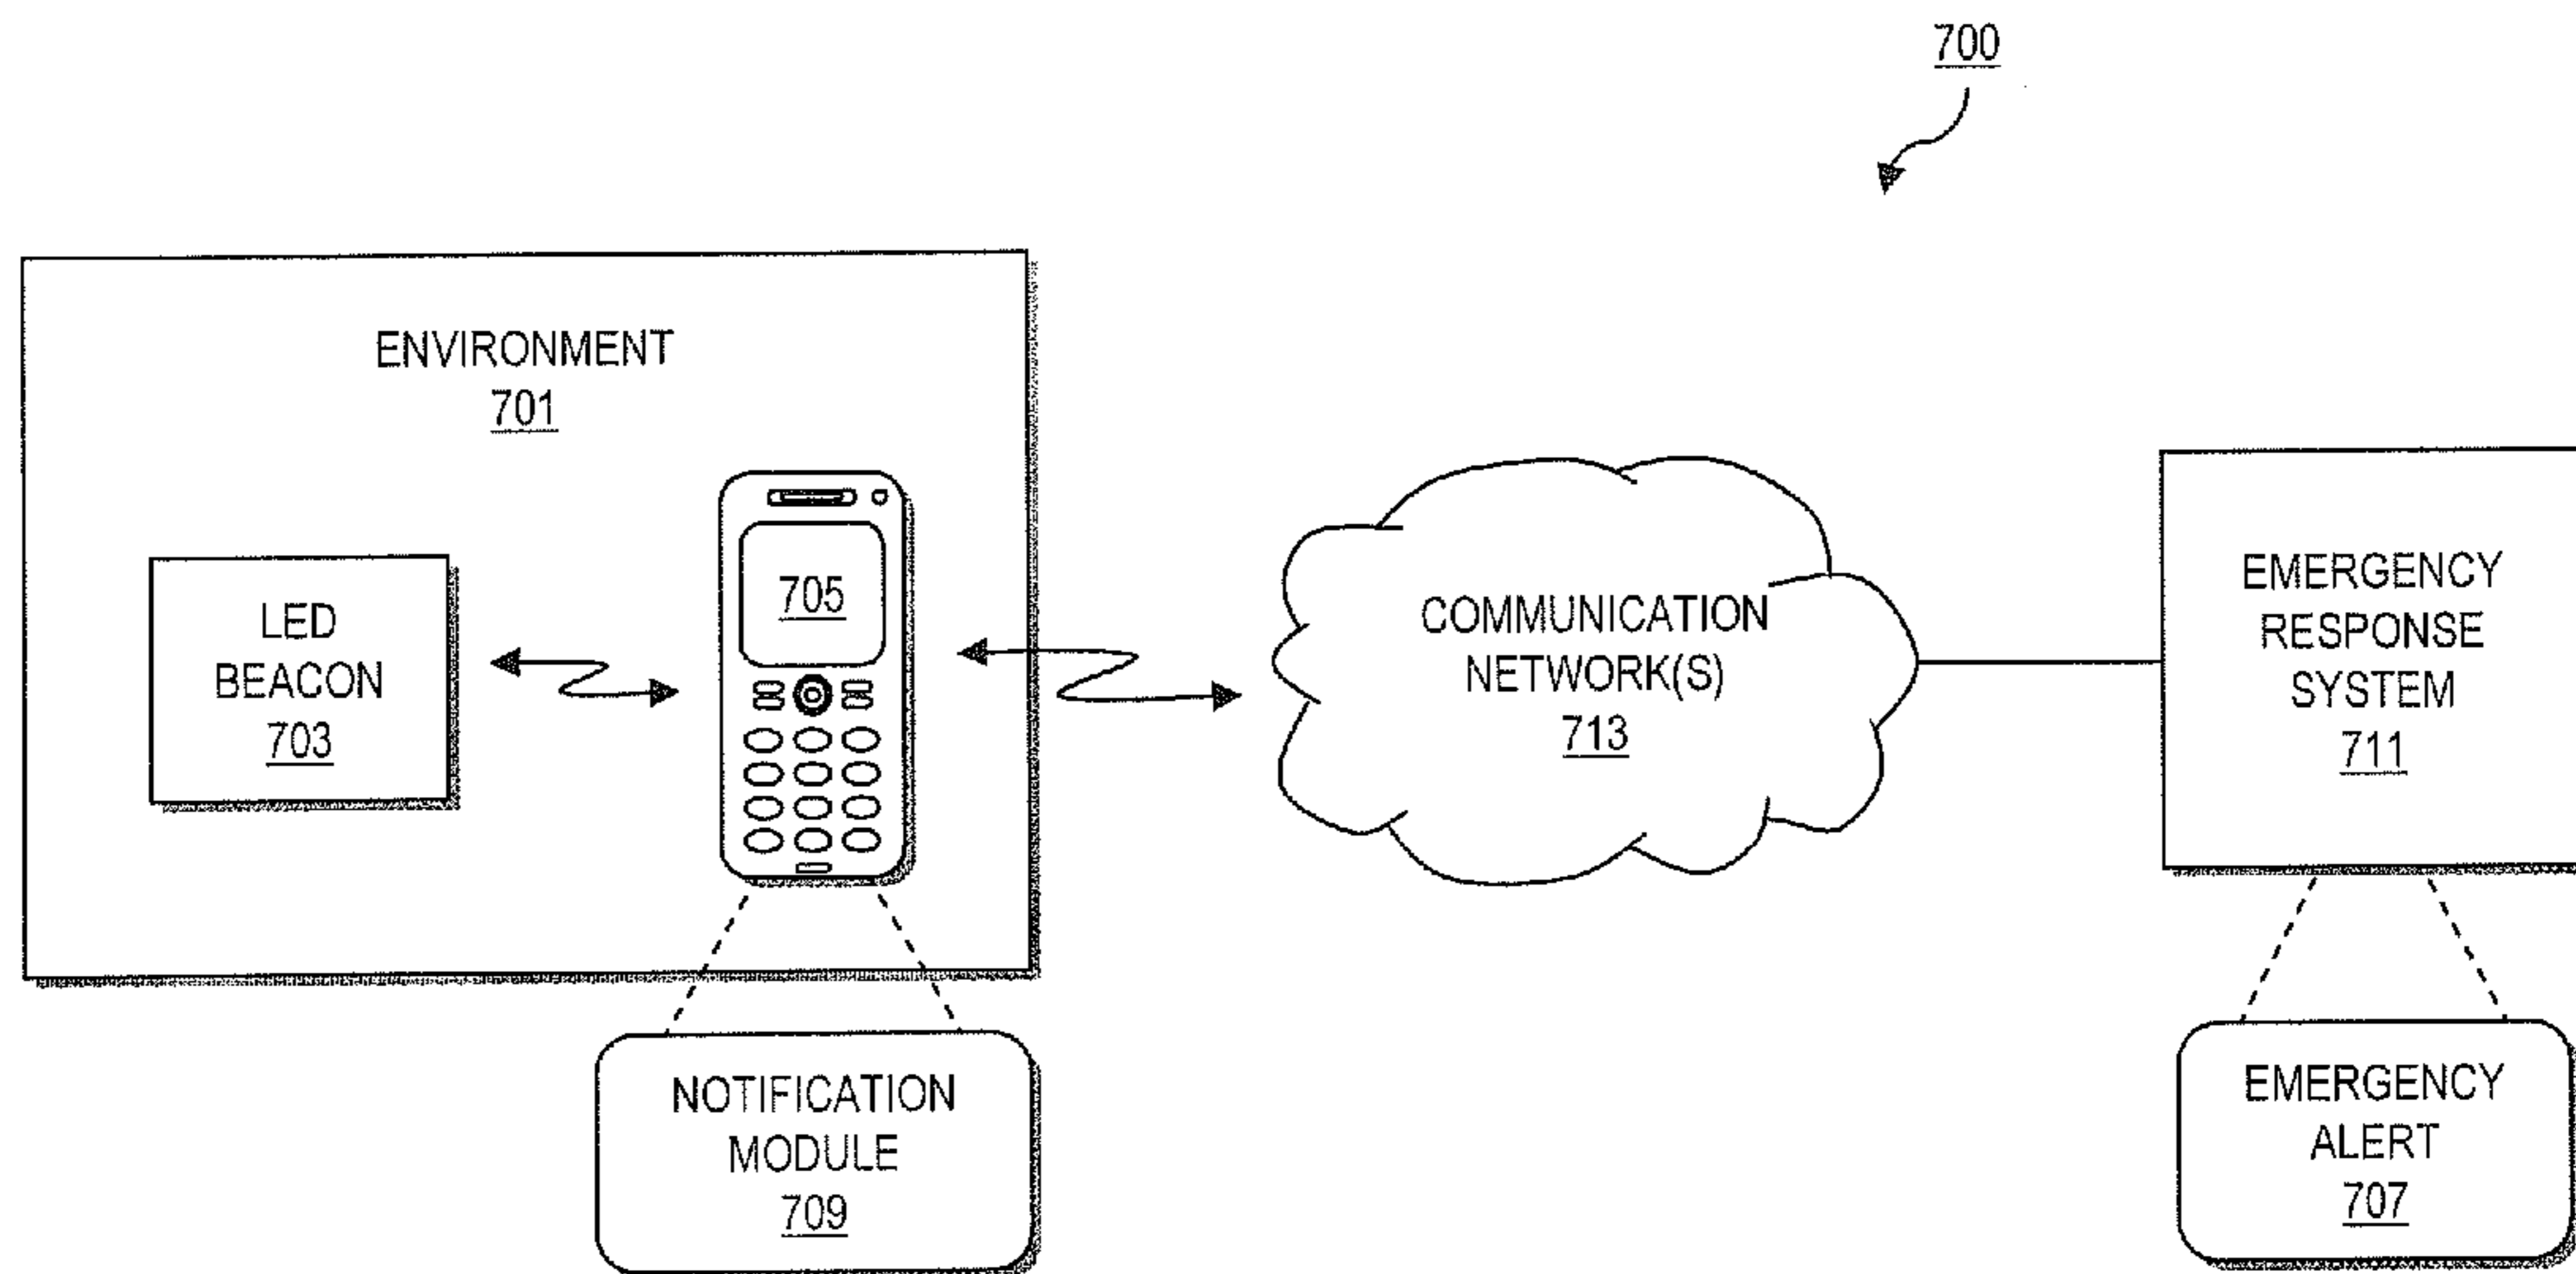 700
ENVIRONMENT
701
LED
BEACON
703
705
COMMUNICATION
NETWORK(S)
713
EMERGENCY
RESPONSE
SYSTEM
711
NOTIFICATION
MODULE
709
EMERGENCY
ALERT
707